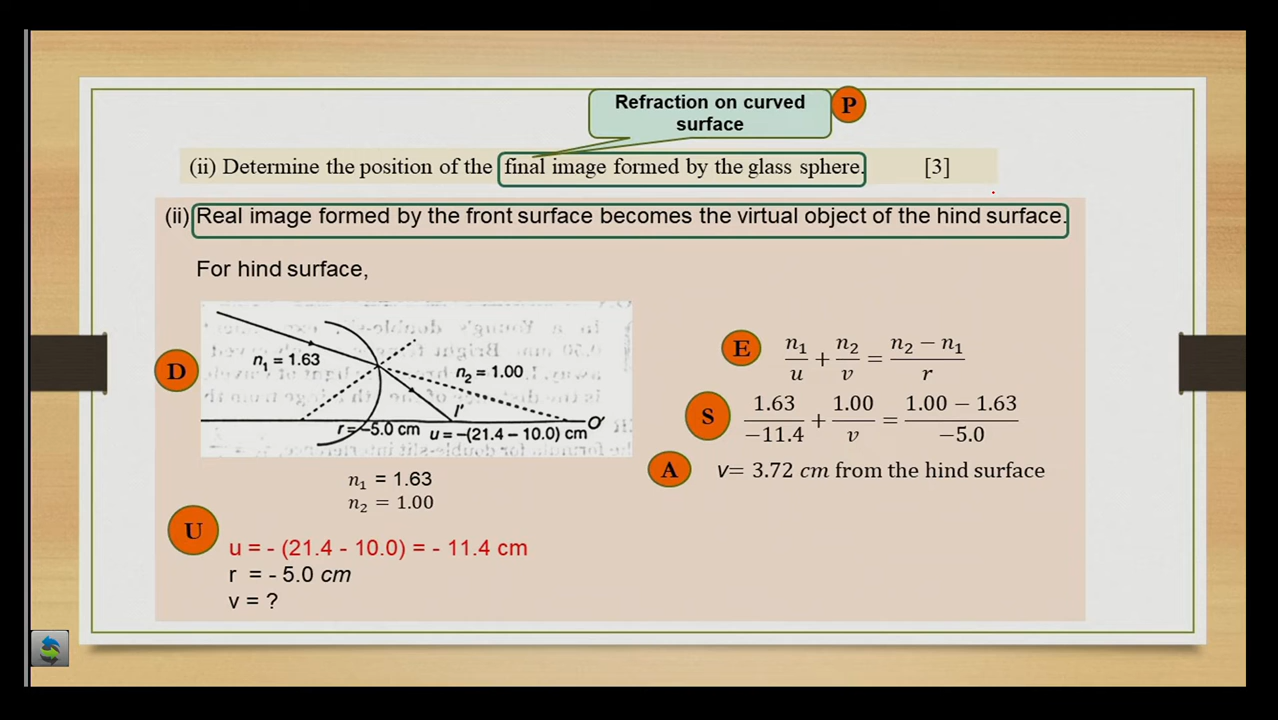 Refraction on curved
surface
P
(ii) Determine the position of the final image formed by the glass sphere. [3]
(ii) Real image formed by the front surface becomes the virtual object of the hind surface.
For hind surface,
D
n₁ = 1.63
n₂ = 1.00
I'
O'
r = −5.0 cm
u = −(21.4 − 10.0) cm
n₁ = 1.63
n₂ = 1.00
U
u = - (21.4 - 10.0) = - 11.4 cm
r = - 5.0 cm
v = ?
E
n₁/u + n₂/v = (n₂ − n₁)/r
S
1.63/−11.4 + 1.00/v = (1.00 − 1.63)/−5.0
A
v= 3.72 cm from the hind surface